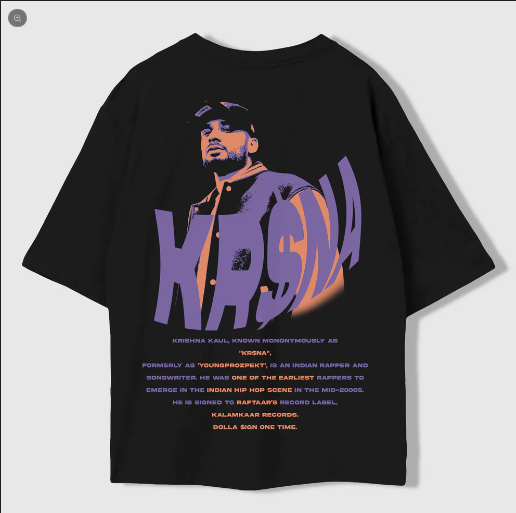 KR$NA
KRISHNA KAUL, KNOWN MONONYMOUSLY AS
"KR$NA",
FORMERLY AS 'YOUNGPROZPEKT', IS AN INDIAN RAPPER AND
SONGWRITER. HE WAS ONE OF THE EARLIEST RAPPERS TO
EMERGE IN THE INDIAN HIP HOP SCENE IN THE MID-2000S.
HE IS SIGNED TO RAFTAAR'S RECORD LABEL,
KALAMKAAR RECORDS.
DOLLA $IGN ONE TIME.